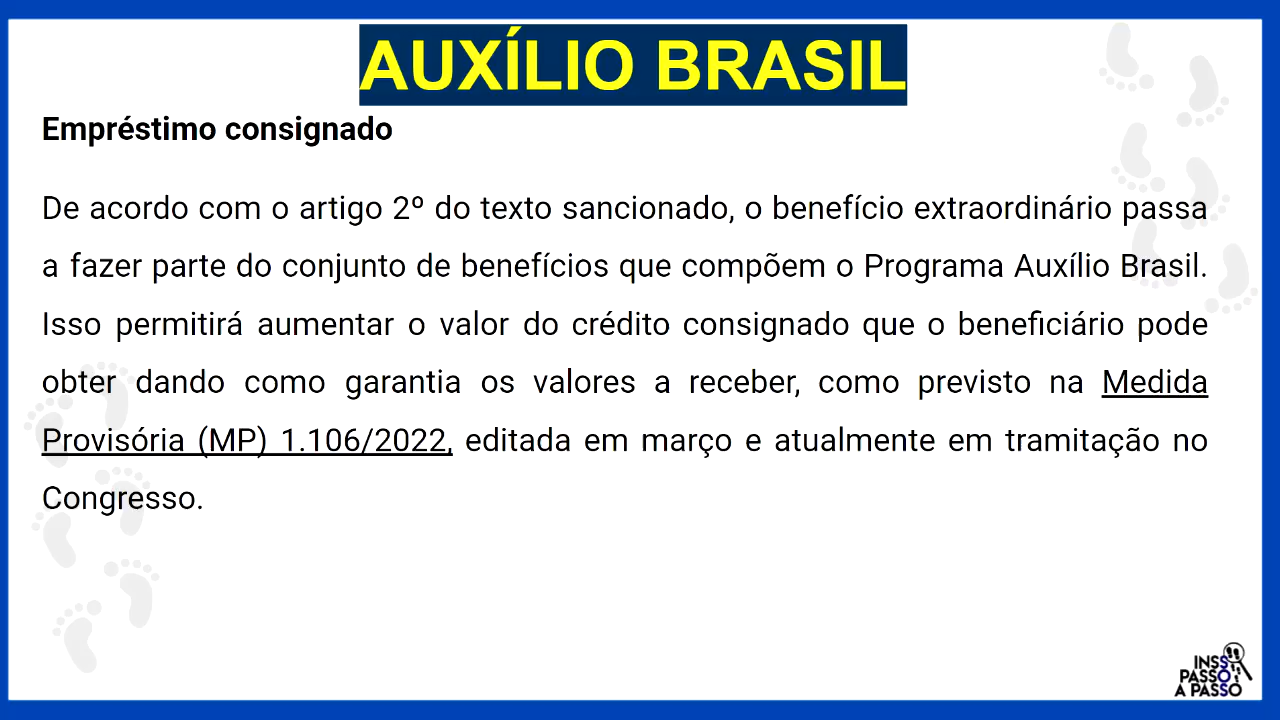 AUXÍLIO BRASIL
Empréstimo consignado
De acordo com o artigo 2º do texto sancionado, o benefício extraordinário passa
a fazer parte do conjunto de benefícios que compõem o Programa Auxílio Brasil.
Isso permitirá aumentar o valor do crédito consignado que o beneficiário pode
obter dando como garantia os valores a receber, como previsto na Medida
Provisória (MP) 1.106/2022, editada em março e atualmente em tramitação no
Congresso.
INSS
PASSO
A PASSO